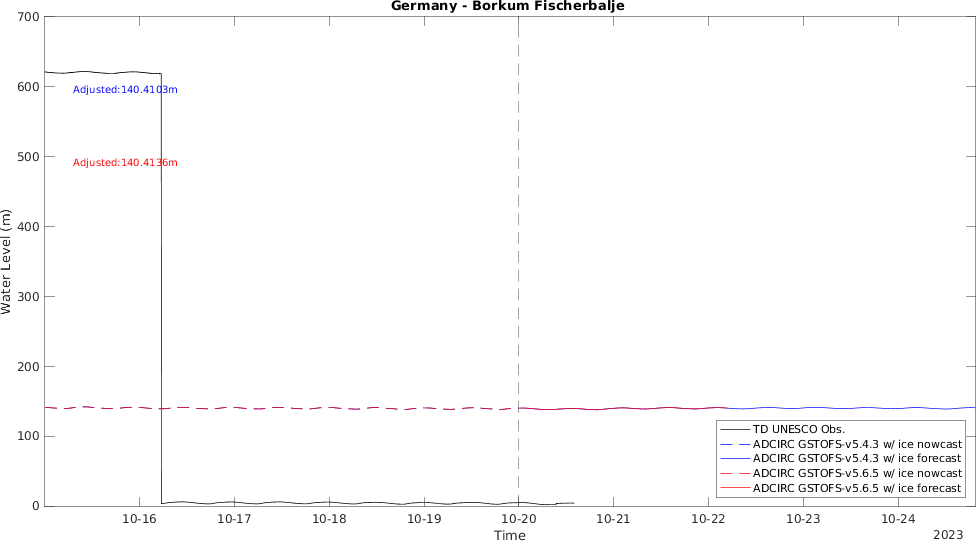 Germany - Borkum Fischerbalje
700
600
500
400
300
200
100
0
Water Level (m)
Adjusted:140.4103m
Adjusted:140.4136m
TD UNESCO Obs.
ADCIRC GSTOFS-v5.4.3 w/ ice nowcast
ADCIRC GSTOFS-v5.4.3 w/ ice forecast
ADCIRC GSTOFS-v5.6.5 w/ ice nowcast
ADCIRC GSTOFS-v5.6.5 w/ ice forecast
10-16 10-17 10-18 10-19 10-20 10-21 10-22 10-23 10-24
Time
2023